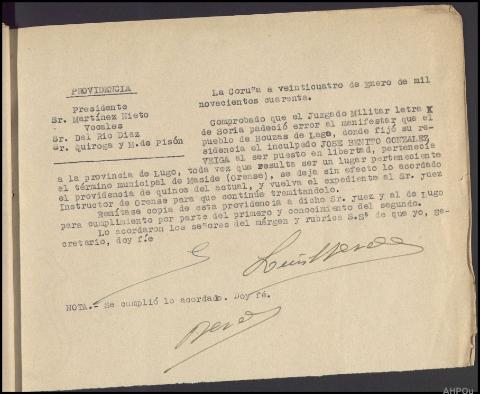 PROVIDENCIA
Presidente
Sr. Martínez Nieto
Vocales
Sr. Del Rio Diaz
Sr. Quiroga y M. de Pisón
La Coruña a veinticuatro de Enero de mil
novecientos cuarenta.
Comprobado que el Juzgado Militar letra K
de Soria padeció error al manifestar que el
pueblo de Bouzas de Lago, donde fijó su re-
sidencia el inculpado JOSE BENITO GONZALEZ
VEIGA al ser puesto en libertad, pertenecia
a la provincia de Lugo, toda vez que resulta ser un lugar perteneciente
al término municipal de Maside (Orense), se deja sin efecto lo acordado
el providencia de quince del actual, y vuelva el expediente al Sr. Juez
Instructor de Orense para que continúe tramitándolo.
Remítase copia de esta providencia a dicho Sr. Juez y al de Lugo
para cumplimiento por parte del primero y conocimiento del segundo.
Lo acordaron los señores del márgen y rubrica S.Sª de que yo, se-
cretario, doy fíe
NOTA.- Se cumplió lo acordado. Doy fé.
AHPOu